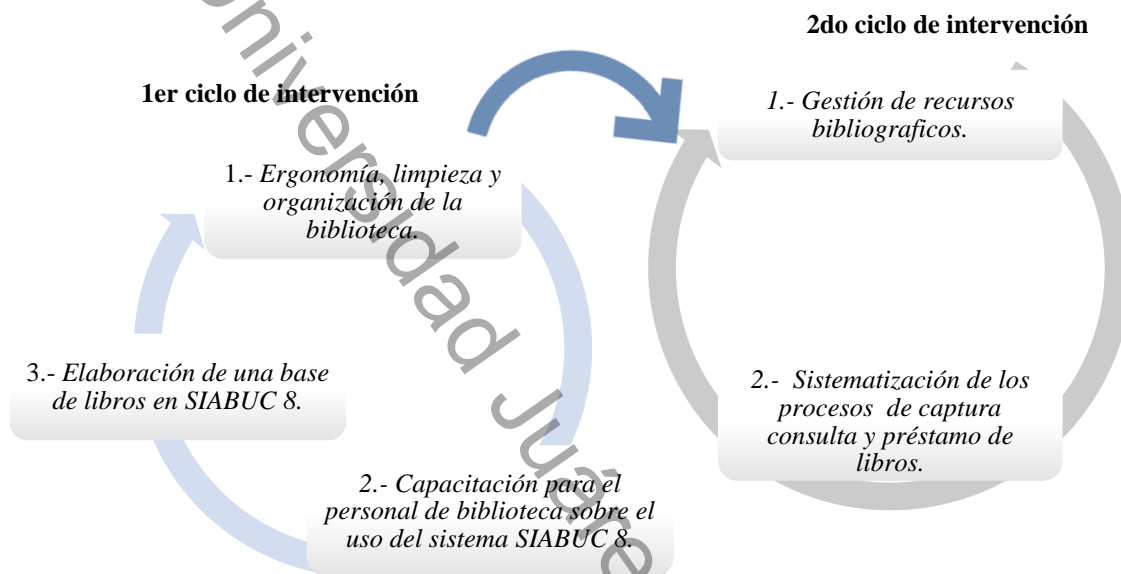 2do ciclo de intervención
1er ciclo de intervención
1.- Gestión de recursos
bibliograficos.
1.- Ergonomía, limpieza y
organización de la
biblioteca.
3.- Elaboración de una base
de libros en SIABUC 8.
2.- Sistematización de los
procesos de captura
consulta y préstamo de
libros.
2.- Capacitación para el
personal de biblioteca sobre el
uso del sistema SIABUC 8.
Universidad Juáre